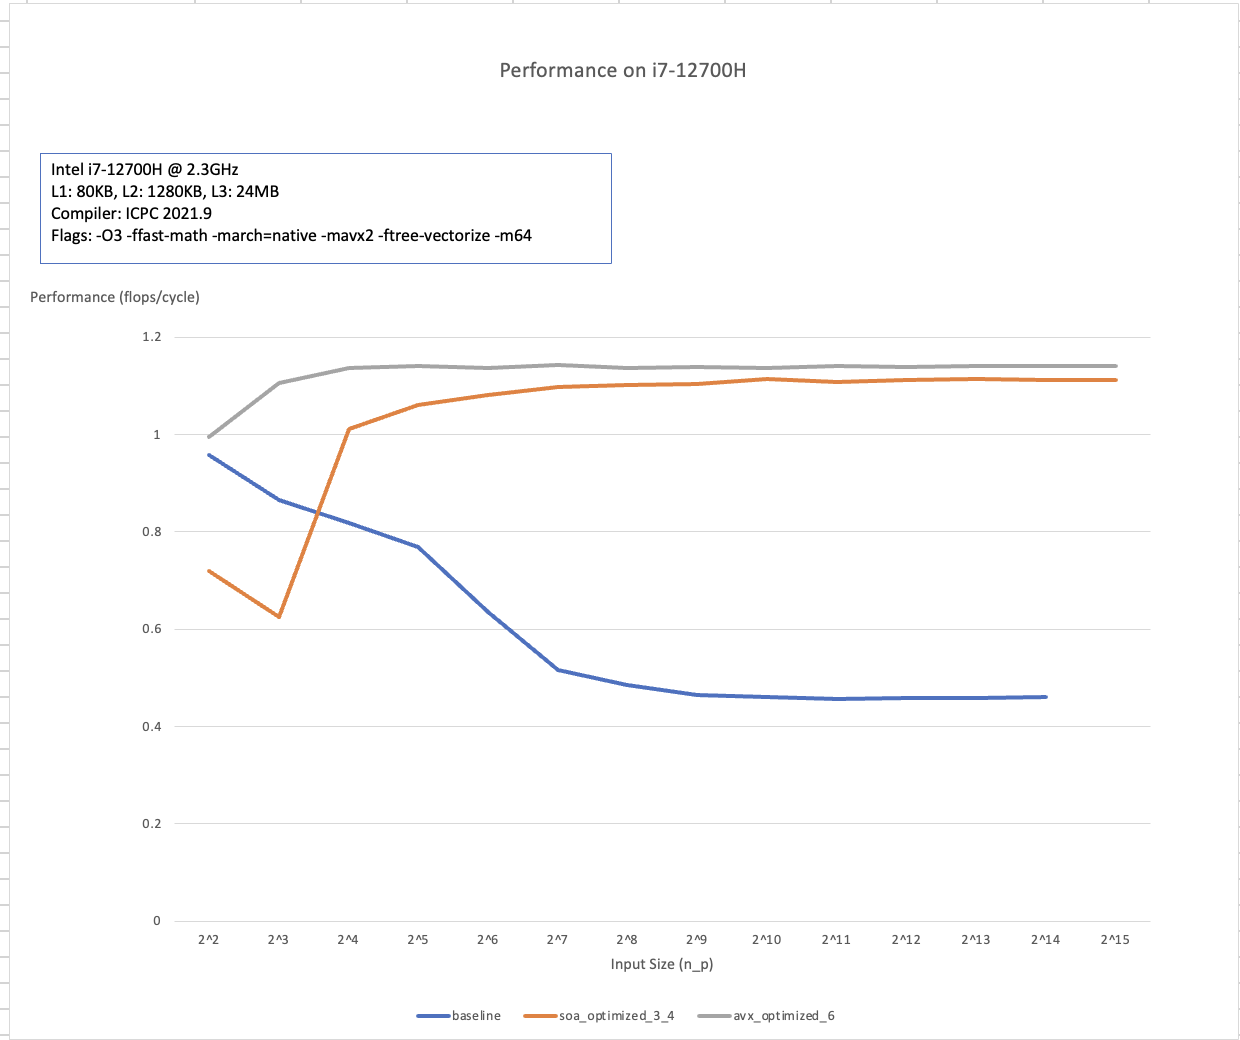 Performance on i7-12700H
Intel i7-12700H @ 2.3GHz
L1: 80KB, L2: 1280KB, L3: 24MB
Compiler: ICPC 2021.9
Flags: -O3 -ffast-math -march=native -mavx2 -ftree-vectorize -m64
Performance (flops/cycle)
1.2
1
0.8
0.6
0.4
0.2
0
2^2 2^3 2^4 2^5 2^6 2^7 2^8 2^9 2^10 2^11 2^12 2^13 2^14 2^15
Input Size (n_p)
baseline soa_optimized_3_4 avx_optimized_6